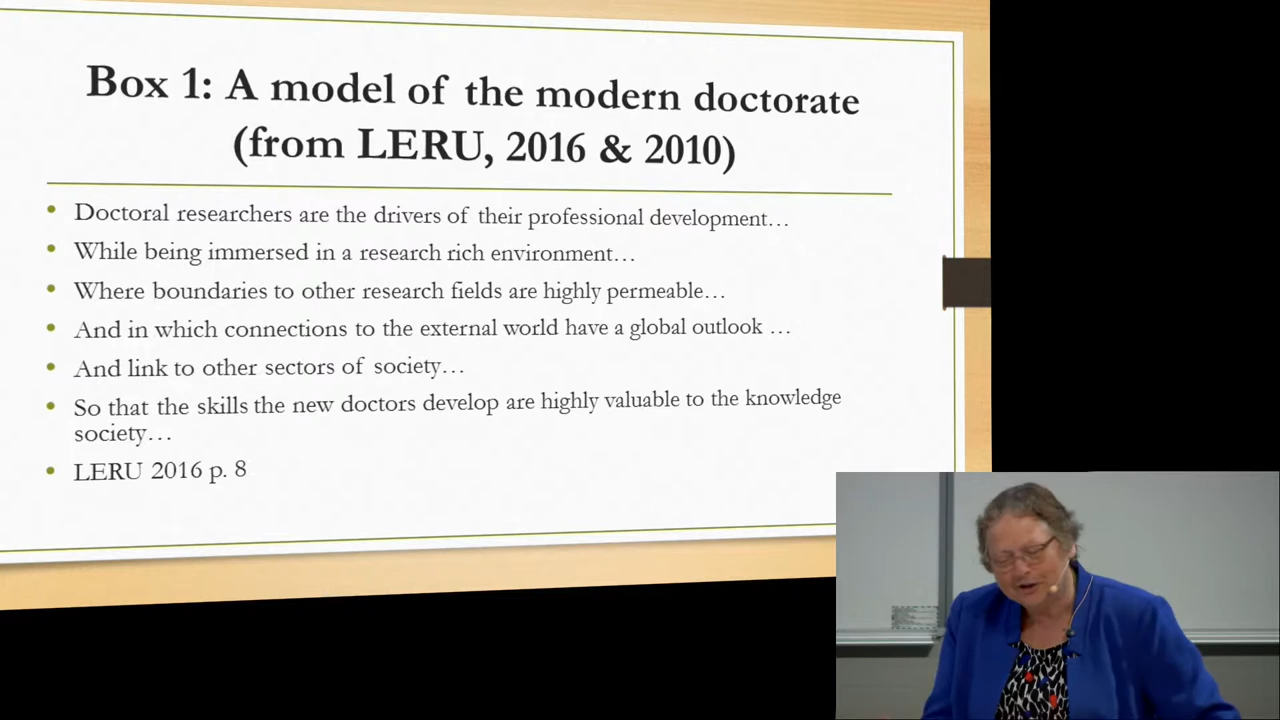 Box 1: A model of the modern doctorate
(from LERU, 2016 & 2010)
• Doctoral researchers are the drivers of their professional development…
• While being immersed in a research rich environment…
• Where boundaries to other research fields are highly permeable…
• And in which connections to the external world have a global outlook …
• And link to other sectors of society…
• So that the skills the new doctors develop are highly valuable to the knowledge
society…
• LERU 2016 p. 8